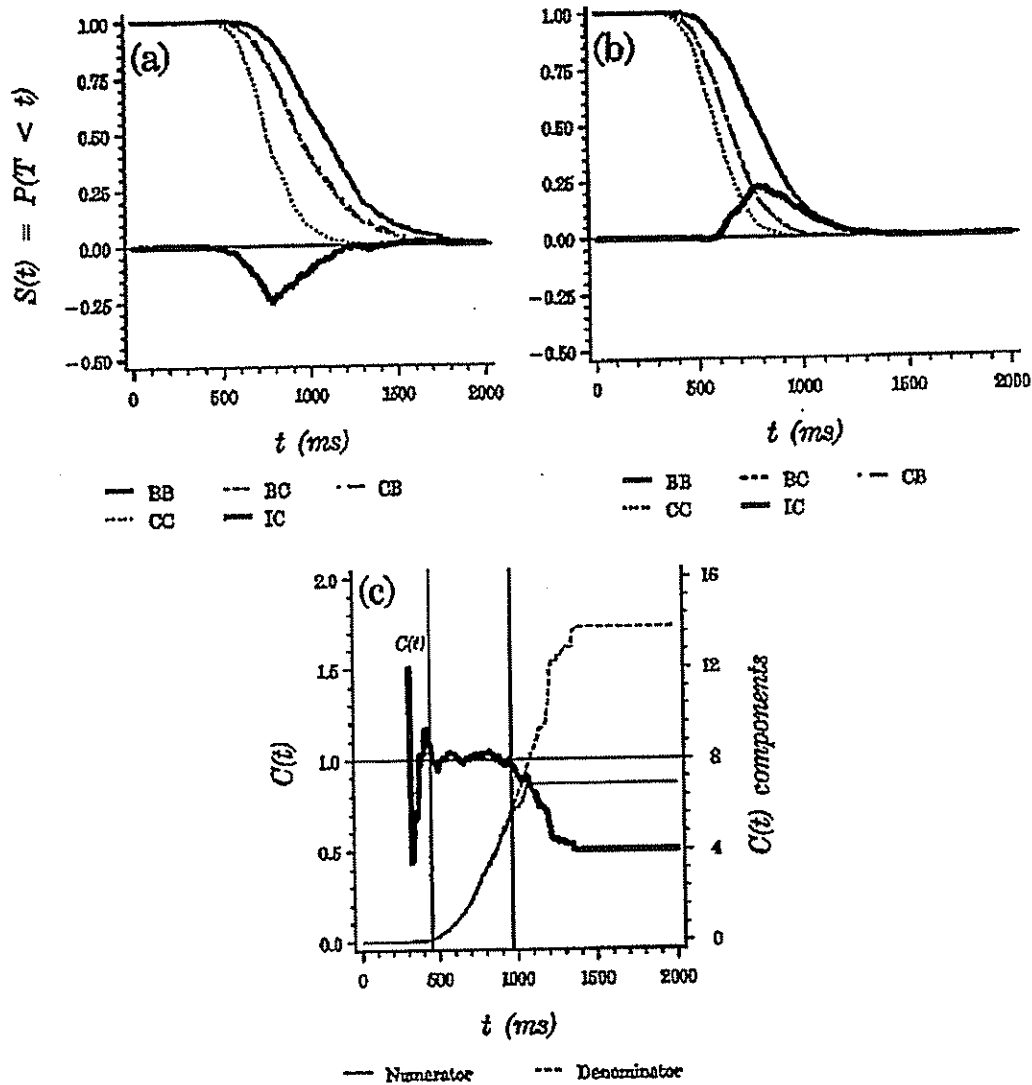 (a)
S(t) = P(T < t)
1.00
0.75
0.50
0.25
0.00
−0.25
−0.50
0 500 1000 1500 2000
t (ms)
BB BC CB
CC IC
(b)
1.00
0.75
0.50
0.25
0.00
−0.25
−0.50
0 500 1000 1500 2000
t (ms)
BB BC CB
CC IC
(c)
C(t)
C(t)
2.0
1.5
1.0
0.5
0.0
16
12
8
4
0
C(t) components
0 500 1000 1500 2000
t (ms)
Numerator Denominator